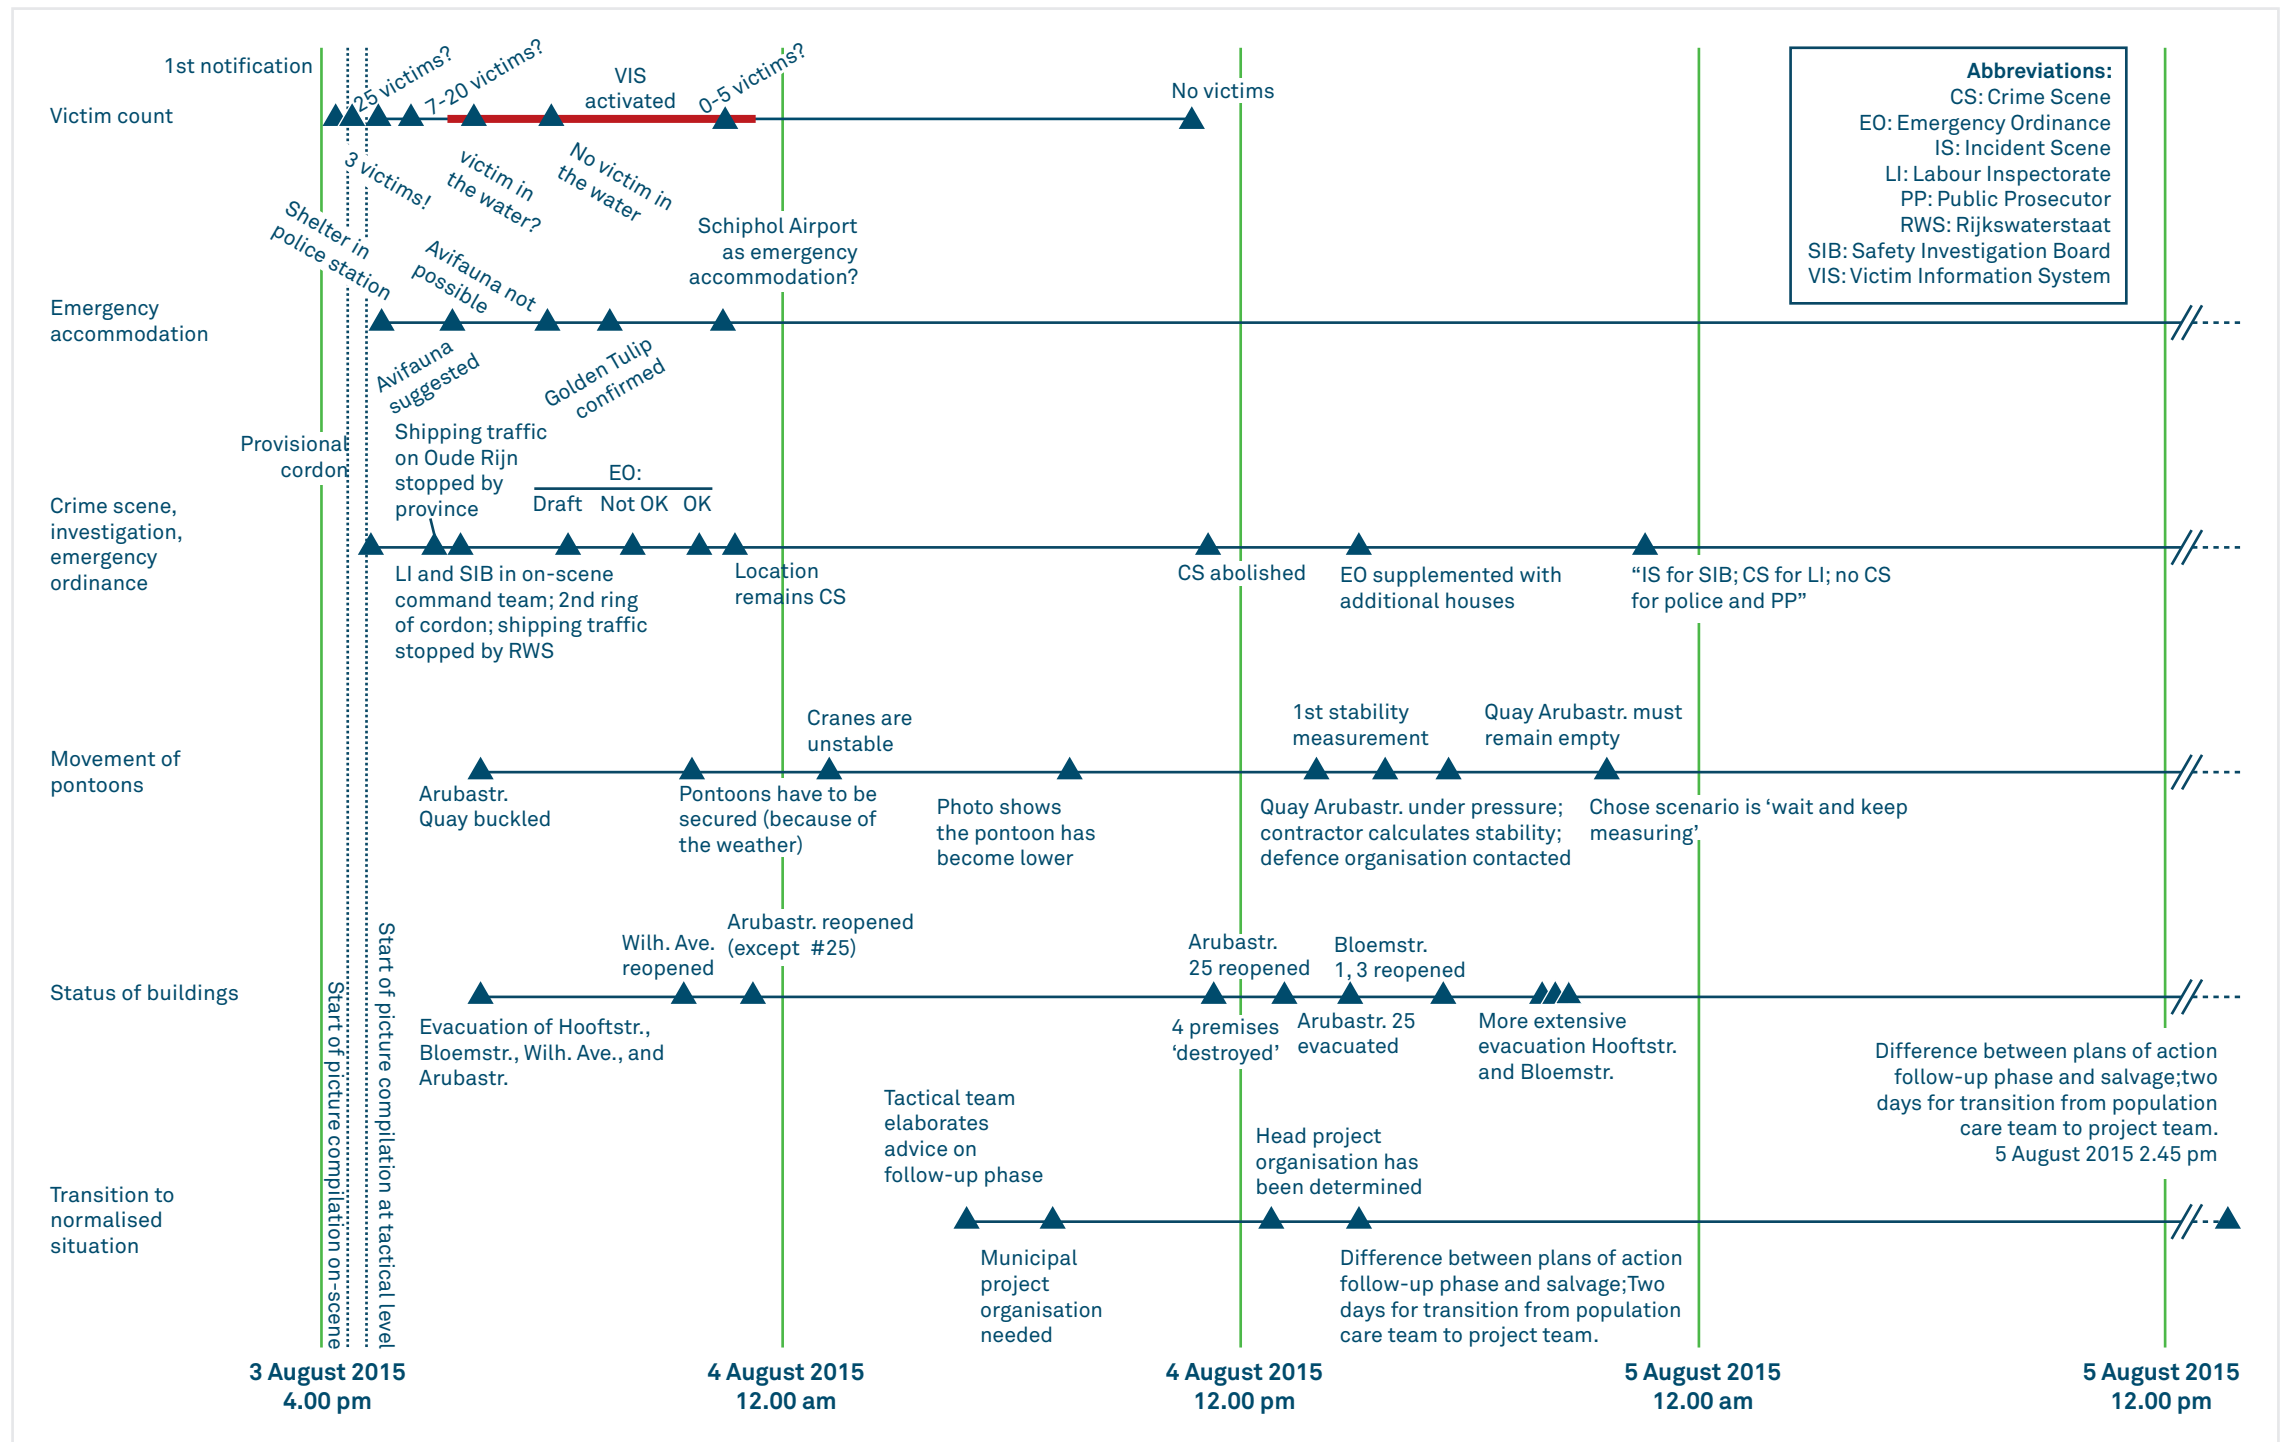 1st notification
Victim count
25 victims?
7-20 victims?
VIS
activated
0-5 victims?
No victims
3 victims!
victim in
the water?
No victim in
the water
Abbreviations:
CS: Crime Scene
EO: Emergency Ordinance
IS: Incident Scene
LI: Labour Inspectorate
PP: Public Prosecutor
RWS: Rijkswaterstaat
SIB: Safety Investigation Board
VIS: Victim Information System
Emergency
accommodation
Shelter in
police station
Avifauna not
possible
Schiphol Airport
as emergency
accommodation?
Avifauna
suggested
Golden Tulip
confirmed
Crime scene,
investigation,
emergency
ordinance
Provisional
cordon
Shipping traffic
on Oude Rijn
stopped by
province
EO:
Draft Not OK OK
LI and SIB in on-scene
command team; 2nd ring
of cordon; shipping traffic
stopped by RWS
Location
remains CS
CS abolished
EO supplemented with
additional houses
“IS for SIB; CS for LI; no CS
for police and PP”
Movement of
pontoons
Cranes are
unstable
1st stability
measurement
Quay Arubastr. must
remain empty
Arubastr.
Quay buckled
Pontoons have to be
secured (because of
the weather)
Photo shows
the pontoon has
become lower
Quay Arubastr. under pressure;
contractor calculates stability;
defence organisation contacted
Chose scenario is ‘wait and keep
measuring’
Status of buildings
Wilh. Ave.
reopened
Arubastr. reopened
(except #25)
Arubastr.
25 reopened
Bloemstr.
1, 3 reopened
Evacuation of Hooftstr.,
Bloemstr., Wilh. Ave., and
Arubastr.
4 premises
‘destroyed’
Arubastr. 25
evacuated
More extensive
evacuation Hooftstr.
and Bloemstr.
Transition to
normalised
situation
Tactical team
elaborates
advice on
follow-up phase
Head project
organisation has
been determined
Difference between plans of action
follow-up phase and salvage;two
days for transition from population
care team to project team.
5 August 2015 2.45 pm
Municipal
project
organisation
needed
Difference between plans of action
follow-up phase and salvage;Two
days for transition from population
care team to project team.
Start of picture compilation on-scene
Start of picture compilation at tactical level
3 August 2015
4.00 pm
4 August 2015
12.00 am
4 August 2015
12.00 pm
5 August 2015
12.00 am
5 August 2015
12.00 pm